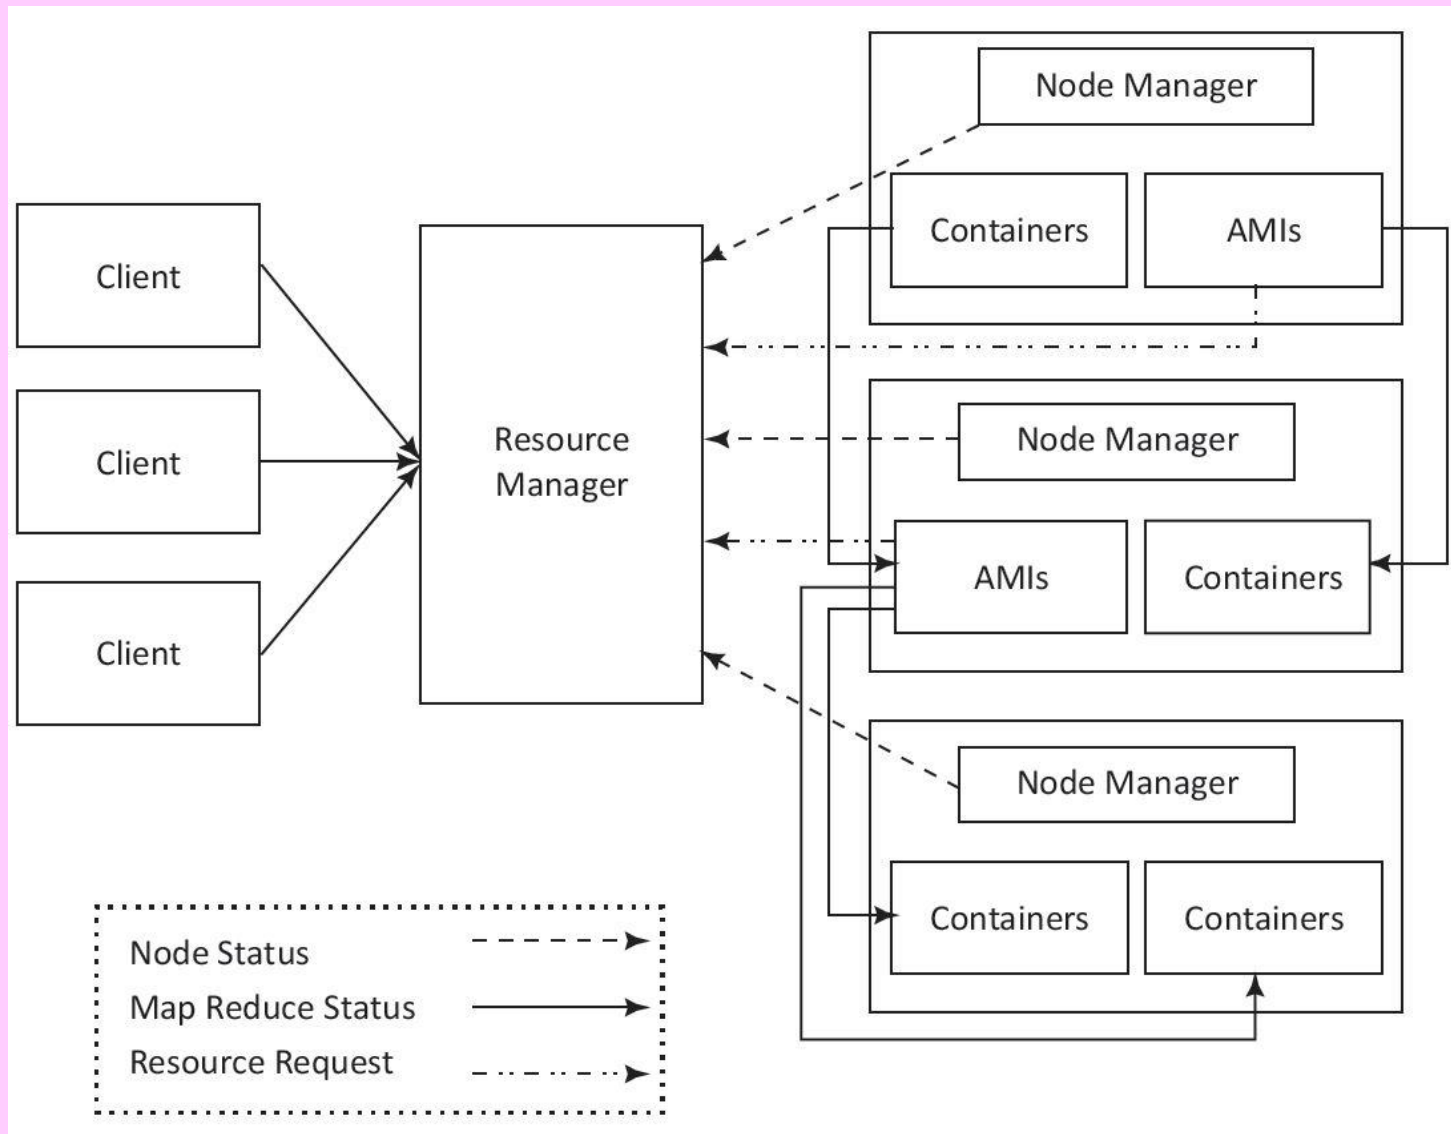 Client
Client
Client
Resource
Manager
Node Manager
Containers
AMIs
Node Manager
AMIs
Containers
Node Manager
Containers
Containers
Node Status
Map Reduce Status
Resource Request